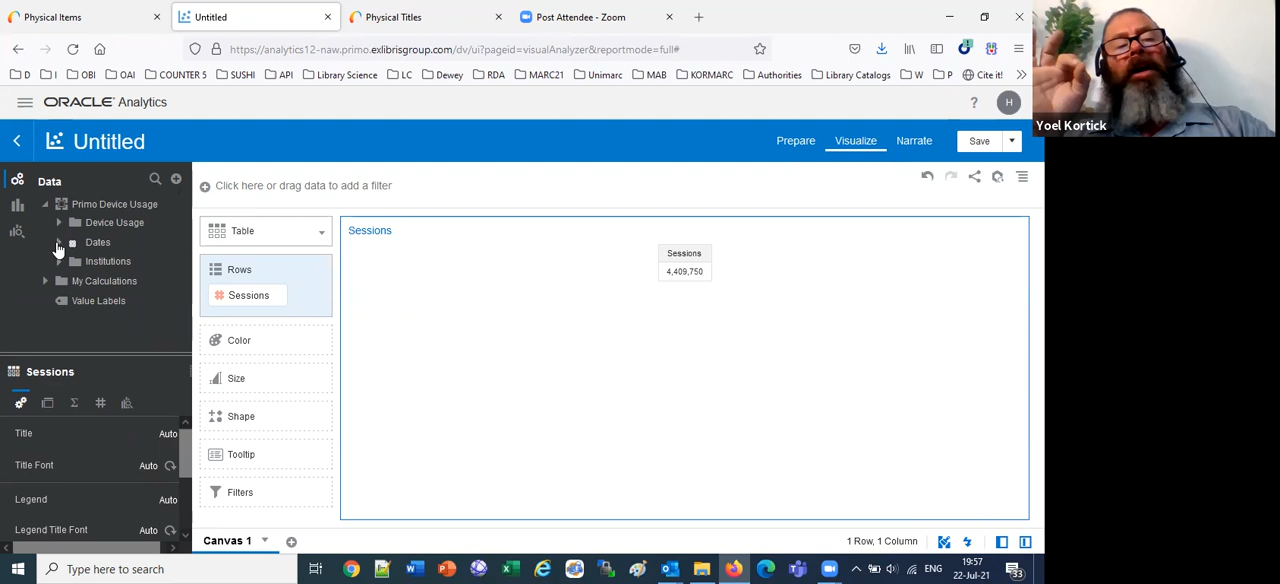 Physical Items
Untitled
Physical Titles
Post Attendee - Zoom
https://analytics12-naw.primo.exlibrisgroup.com/dv/ui?pageid=visualAnalyzer&reportmode=full#
D
I
OBI
OAI
COUNTER 5
SUSHI
API
Library Science
LC
Dewey
RDA
MARC21
Unimarc
MAB
KORMARC
Authorities
Library Catalogs
W
P
Cite it!
Yoel Kortick
ORACLE Analytics
?
H
Untitled
Prepare
Visualize
Narrate
Save
Data
Primo Device Usage
Device Usage
Dates
Institutions
My Calculations
Value Labels
Click here or drag data to add a filter
Table
Rows
Sessions
Color
Size
Shape
Tooltip
Filters
Sessions
Sessions
4,409,750
Sessions
Title
Auto
Title Font
Auto
Legend
Auto
Legend Title Font
Auto
Canvas 1
1 Row, 1 Column
Type here to search
ENG
19:57
22-Jul-21
33